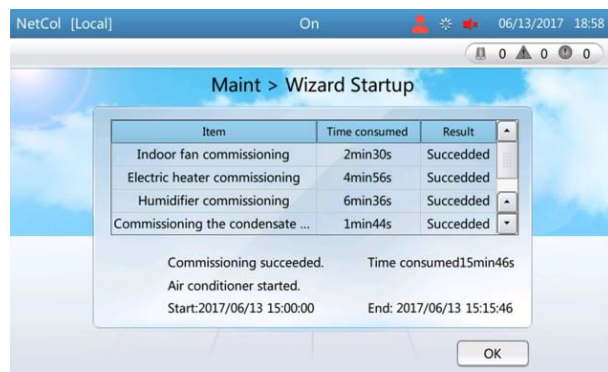 NetCol [Local] On 06/13/2017 18:58
0 0 0
Maint > Wizard Startup
Item Time consumed Result
Indoor fan commissioning 2min30s Succedded
Electric heater commissioning 4min56s Succedded
Humidifier commissioning 6min36s Succedded
Commissioning the condensate ... 1min44s Succedded
Commissioning succeeded. Time consumed15min46s
Air conditioner started.
Start:2017/06/13 15:00:00 End: 2017/06/13 15:15:46
OK